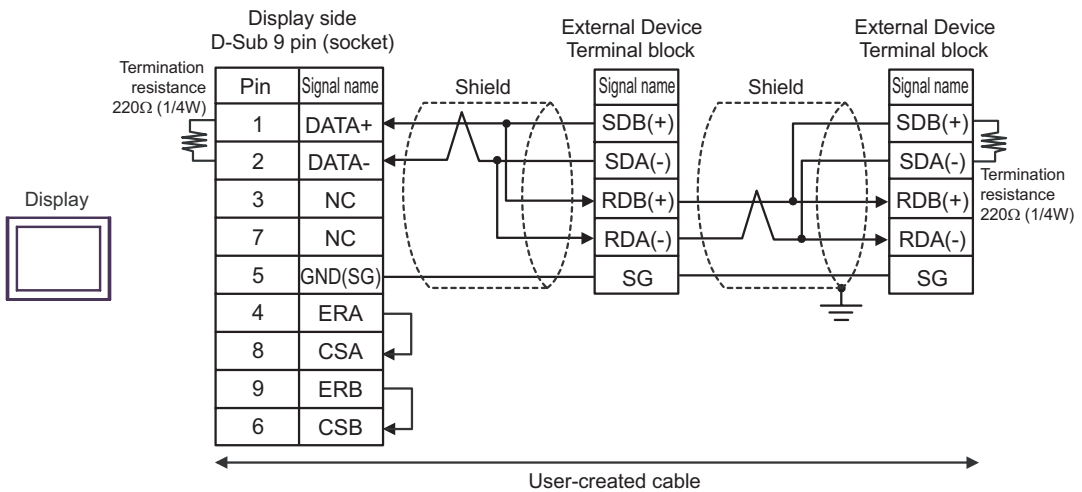 Display side
D-Sub 9 pin (socket)
External Device
Terminal block
External Device
Terminal block
Termination
resistance
220Ω (1/4W)
Pin Signal name
Shield
Signal name
Shield
Signal name
1 DATA+ SDB(+) SDB(+)
2 DATA- SDA(-) SDA(-)
Termination
resistance
220Ω (1/4W)
Display
3 NC RDB(+) RDB(+)
7 NC RDA(-) RDA(-)
5 GND(SG) SG SG
4 ERA
8 CSA
9 ERB
6 CSB
User-created cable